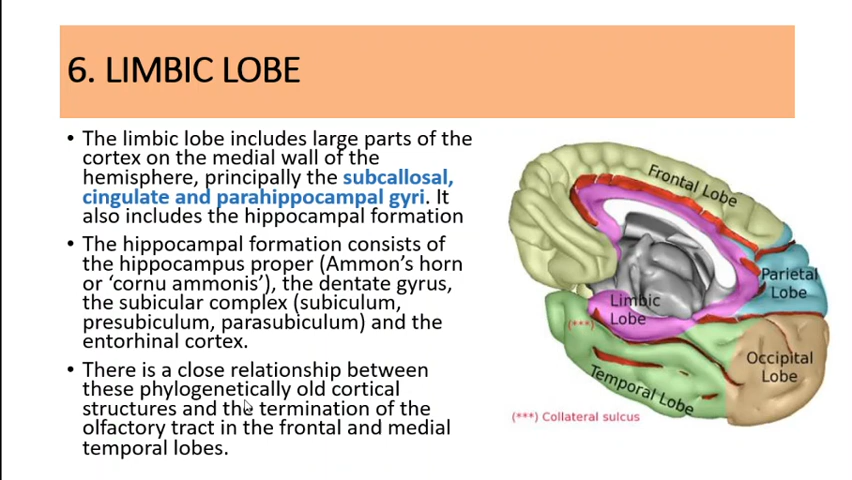 6. LIMBIC LOBE
• The limbic lobe includes large parts of the
cortex on the medial wall of the
hemisphere, principally the subcallosal,
cingulate and parahippocampal gyri. It
also includes the hippocampal formation
• The hippocampal formation consists of
the hippocampus proper (Ammon's horn
or ‘cornu ammonis’), the dentate gyrus,
the subicular complex (subiculum,
presubiculum, parasubiculum) and the
entorhinal cortex.
• There is a close relationship between
these phylogenetically old cortical
structures and the termination of the
olfactory tract in the frontal and medial
temporal lobes.
Frontal Lobe
Parietal
Lobe
Limbic
Lobe
(***)
Occipital
Lobe
Temporal Lobe
(***) Collateral sulcus